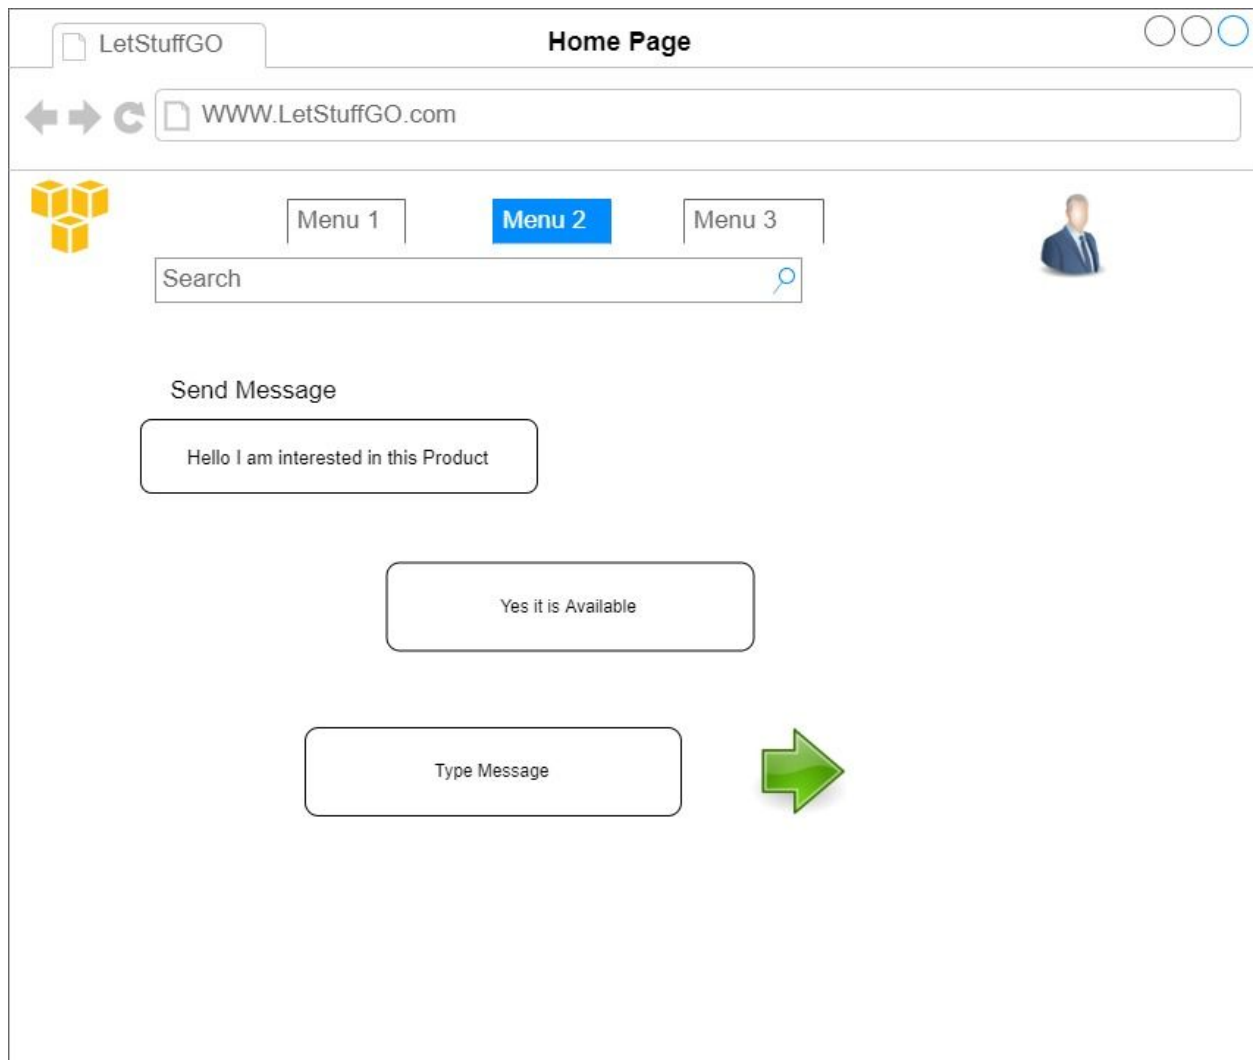 LetStuffGO
Home Page
WWW.LetStuffGO.com
Menu 1
Menu 2
Menu 3
Search
Send Message
Hello I am interested in this Product
Yes it is Available
Type Message